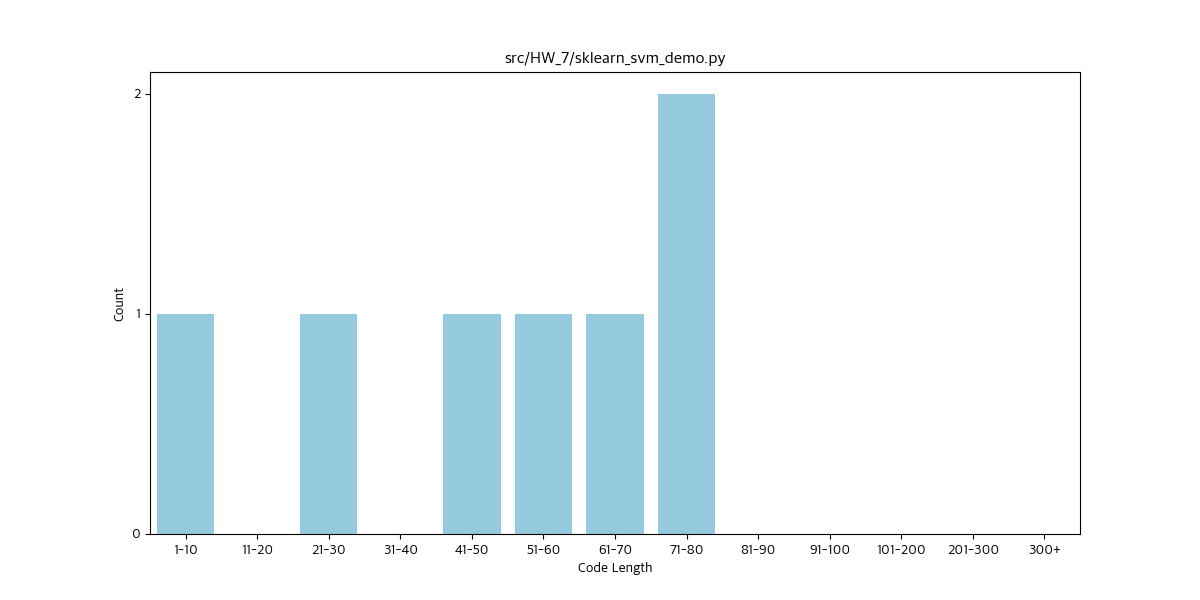 src/HW_7/sklearn_svm_demo.py
2
1
0
Count
1-10 11-20 21-30 31-40 41-50 51-60 61-70 71-80 81-90 91-100 101-200 201-300 300+
Code Length